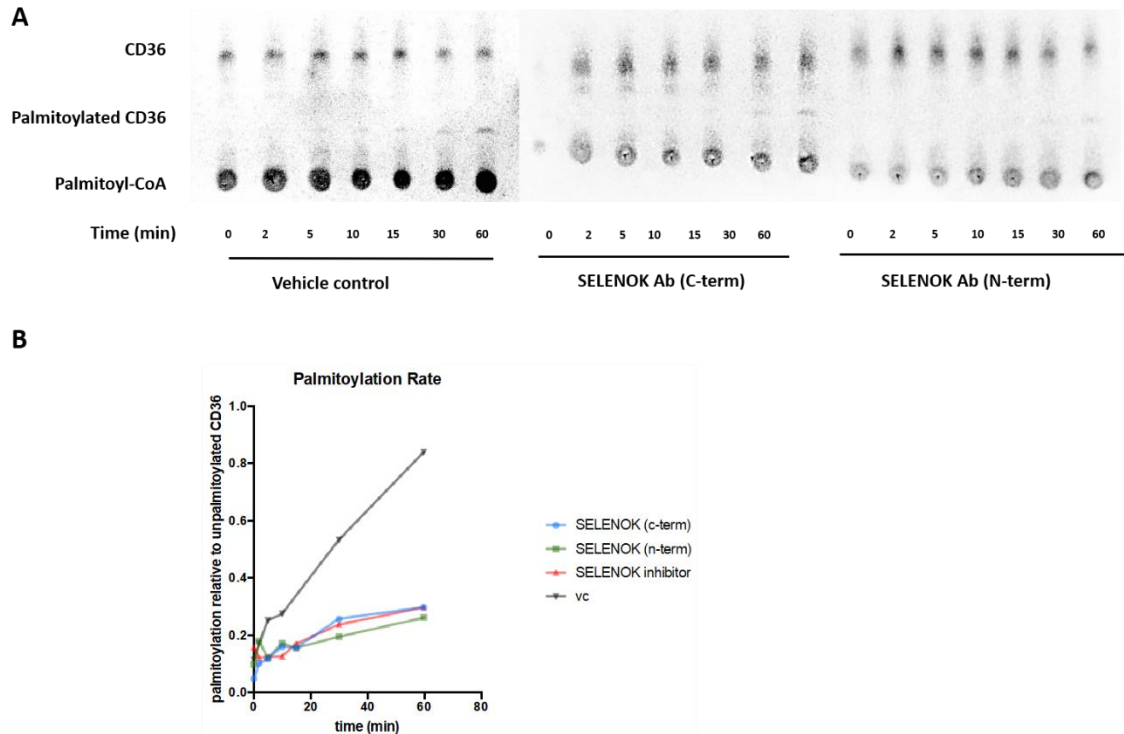 A
CD36
Palmitoylated CD36
Palmitoyl-CoA
Time (min)
0 2 5 10 15 30 60
0 2 5 10 15 30 60
0 2 5 10 15 30 60
Vehicle control
SELENOK Ab (C-term)
SELENOK Ab (N-term)
B
Palmitoylation Rate
palmitoylation relative to unpalmitoylated CD36
1.0
0.8
0.6
0.4
0.2
0.0
0 20 40 60 80
time (min)
SELENOK (c-term)
SELENOK (n-term)
SELENOK inhibitor
vc